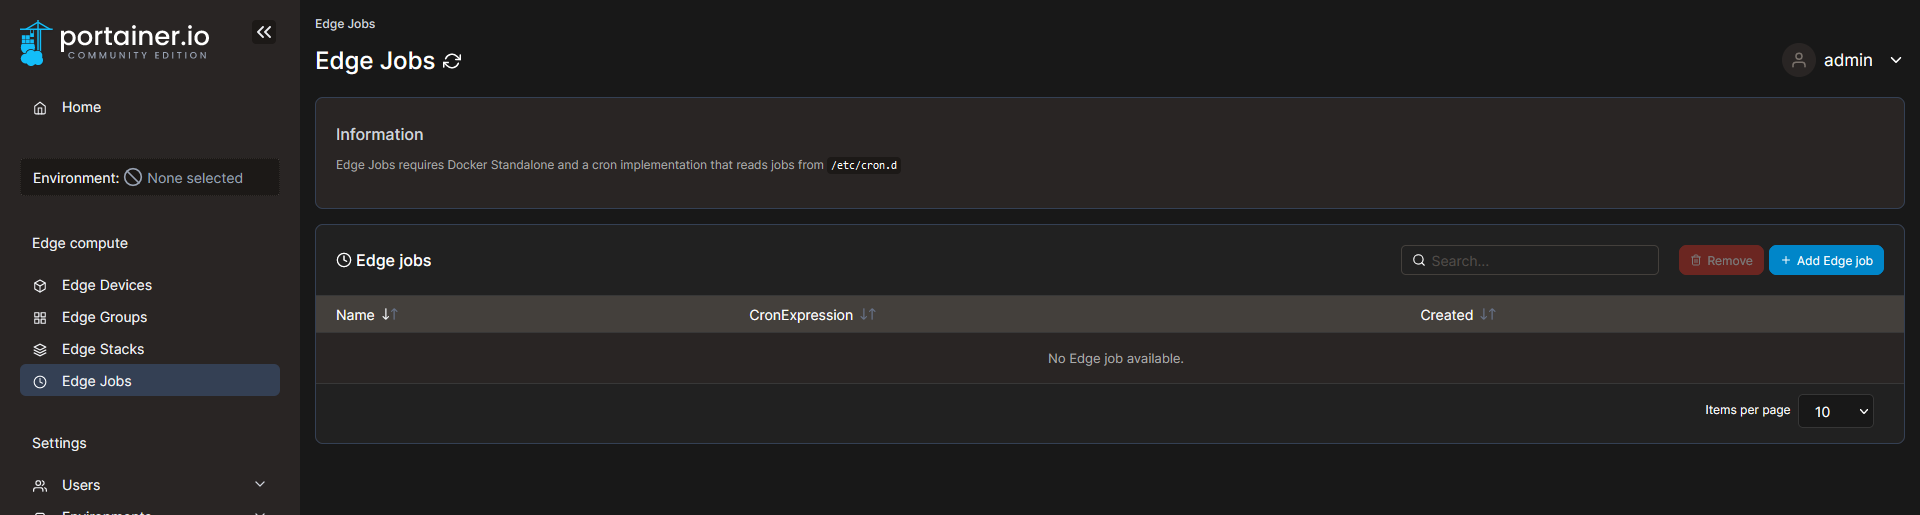 portainer.io
COMMUNITY EDITION
Home
Environment: None selected
Edge compute
Edge Devices
Edge Groups
Edge Stacks
Edge Jobs
Settings
Users
Environments
Edge Jobs
Edge Jobs
admin
Information
Edge Jobs requires Docker Standalone and a cron implementation that reads jobs from /etc/cron.d
Edge jobs
Search...
Remove
+ Add Edge job
Name CronExpression Created
No Edge job available.
Items per page 10